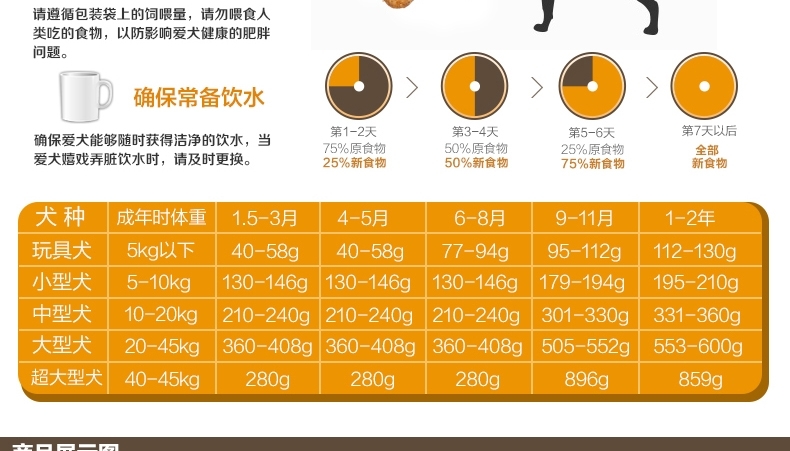 请遵循包装袋上的饲喂量，请勿喂食人
类吃的食物，以防影响爱犬健康的肥胖
问题。
确保常备饮水
确保爱犬能够随时获得洁净的饮水，当
爱犬嬉戏弄脏饮水时，请及时更换。
第1-2天
75%原食物
25%新食物
第3-4天
50%原食物
50%新食物
第5-6天
25%原食物
75%新食物
第7天以后
全部
新食物
犬种 成年时体重 1.5-3月 4-5月 6-8月 9-11月 1-2年
玩具犬 5kg以下 40-58g 40-58g 77-94g 95-112g 112-130g
小型犬 5-10kg 130-146g 130-146g 130-146g 179-194g 195-210g
中型犬 10-20kg 210-240g 210-240g 210-240g 301-330g 331-360g
大型犬 20-45kg 360-408g 360-408g 360-408g 505-552g 553-600g
超大型犬 40-45kg 280g 280g 280g 896g 859g
商品展示图